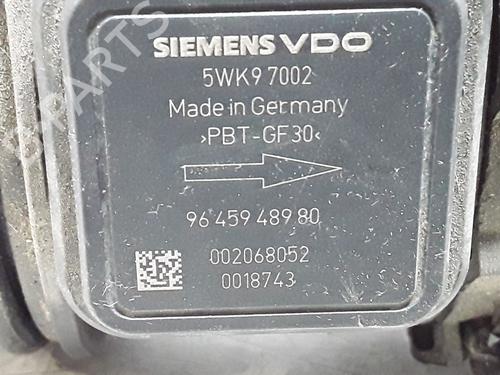 SIEMENS VDO
5WK9 7002
Made in Germany
›PBT-GF30‹
96 459 489 80
002068052
0018743